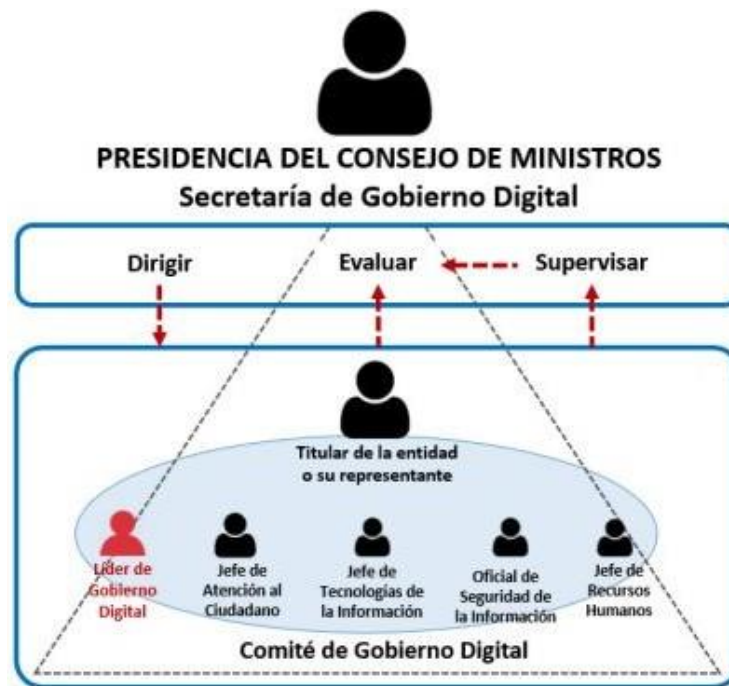 PRESIDENCIA DEL CONSEJO DE MINISTROS
Secretaría de Gobierno Digital
Dirigir
Evaluar
Supervisar
Titular de la entidad
o su representante
Líder de
Gobierno
Digital
Jefe de
Atención al
Ciudadano
Jefe de
Tecnologías de
la Información
Oficial de
Seguridad de
la Información
Jefe de
Recursos
Humanos
Comité de Gobierno Digital